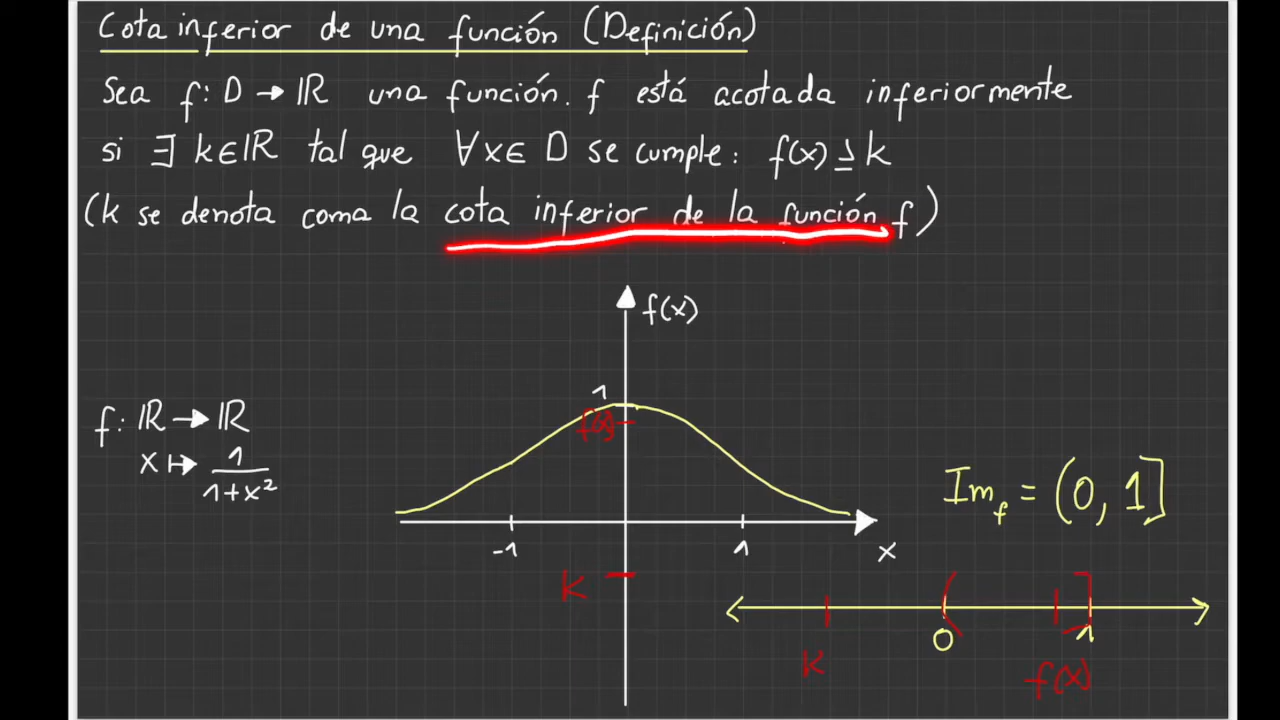 Cota inferior de una función (Definición)
Sea f: D → ℝ una función. f está acotada inferiormente
si ∃ k ∈ ℝ tal que ∀x ∈ D se cumple: f(x) ≥ k
(k se denota coma la cota inferior de la función f)
f(x)
1
f(x)
f: ℝ → ℝ
x ↦ 1/(1+x²)
Im_f = (0, 1]
-1 1 x
k
0 1
k f(x)